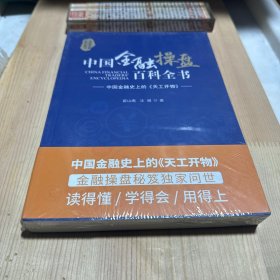 中国金融操盘
CHINA FINANCIAL
ENCYCLOPEDIA
百科全书
中国金融史上的《天工开物》
中国金融史上的《天工开物》
金融操盘秘笈独家问世
读得懂/学得会/用得上